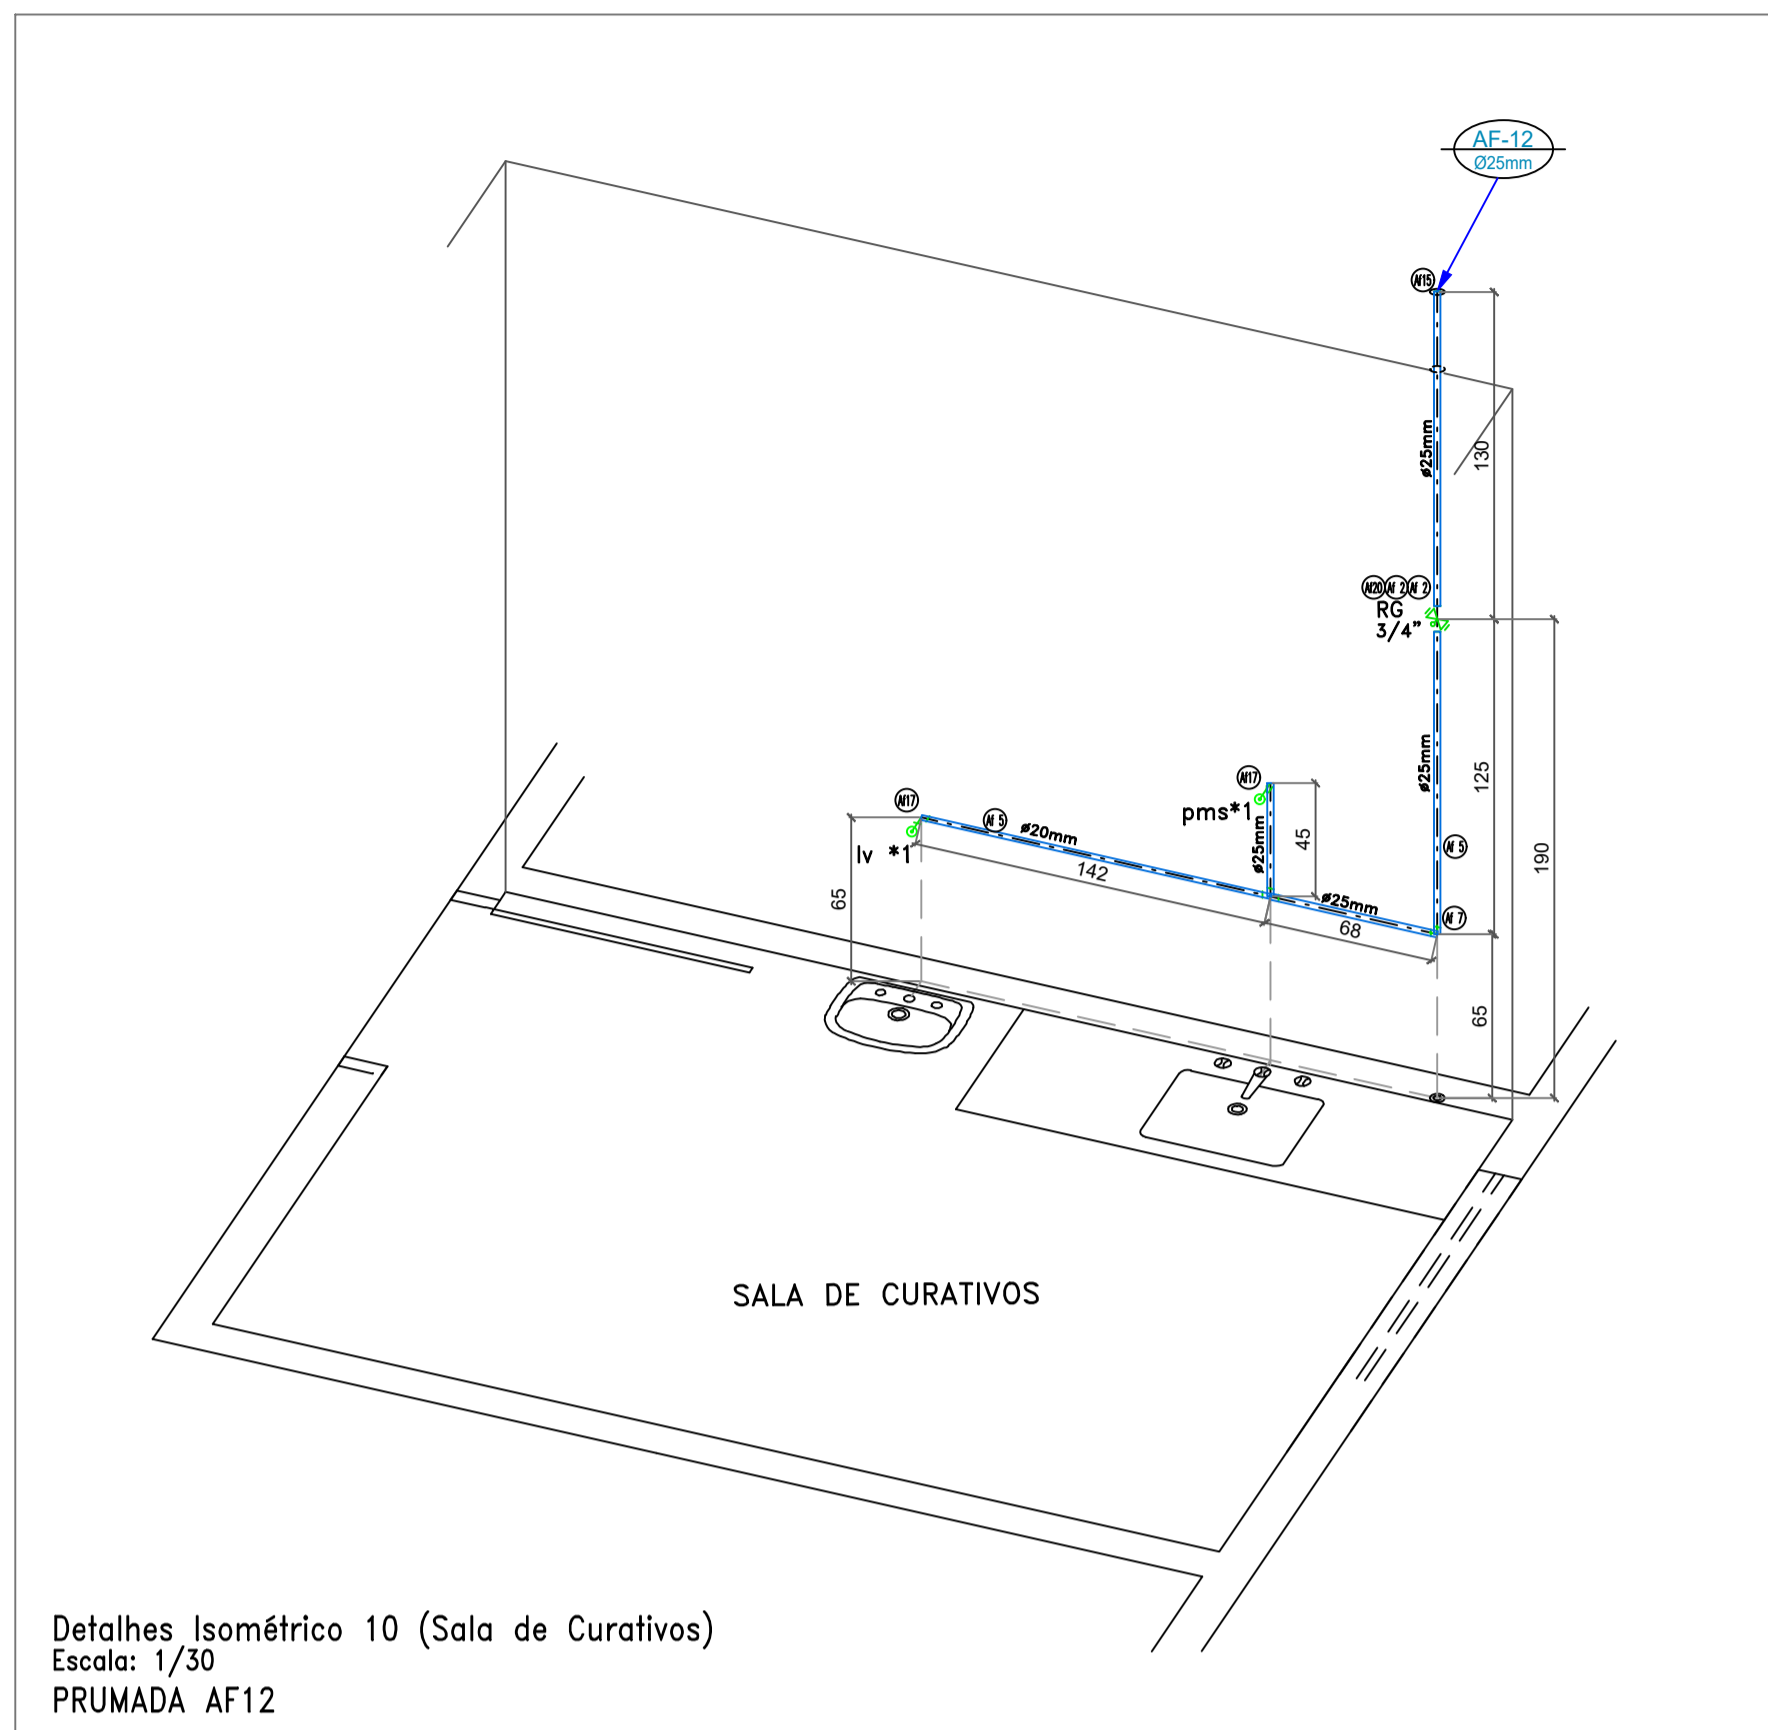 AF-12
Ø25mm
Af15
ø25mm
130
Af20 Af 2 Af 2
RG
3/4"
ø25mm
125
190
Af17
pms*1
ø25mm
45
Af17
Af 5
ø20mm
lv *1
142
65
Af 5
ø25mm
68
Af 7
65
SALA DE CURATIVOS
Detalhes Isométrico 10 (Sala de Curativos)
Escala: 1/30
PRUMADA AF12